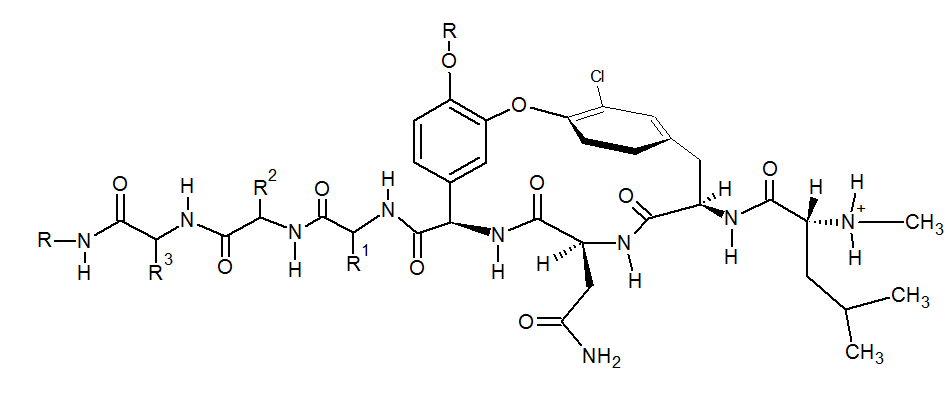 R
O
Cl
O
O H R² O H O O H O H H
N N N N+ CH₃
R N N N N
H R³ O H R¹ O H H H H H
CH₃
O
NH₂ CH₃